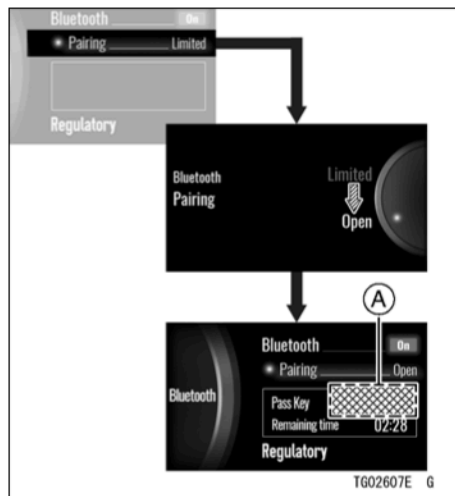 Bluetooth On
Pairing Limited
Regulatory
Bluetooth
Pairing
Limited
Open
A
Bluetooth
Bluetooth On
Pairing Open
Pass Key
Remaining time 02:28
Regulatory
TG02607E G